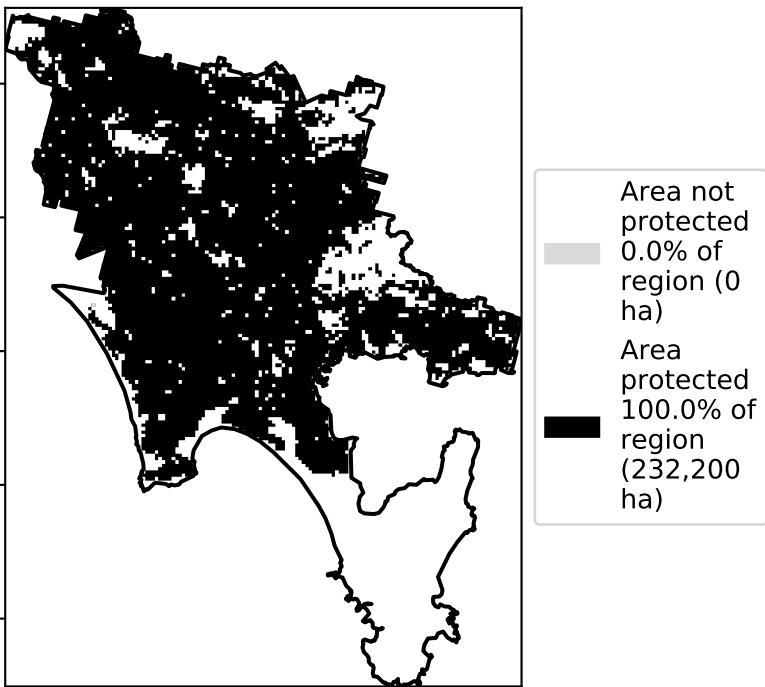 Area not
protected
0.0% of
region (0
ha)
Area
protected
100.0% of
region
(232,200
ha)